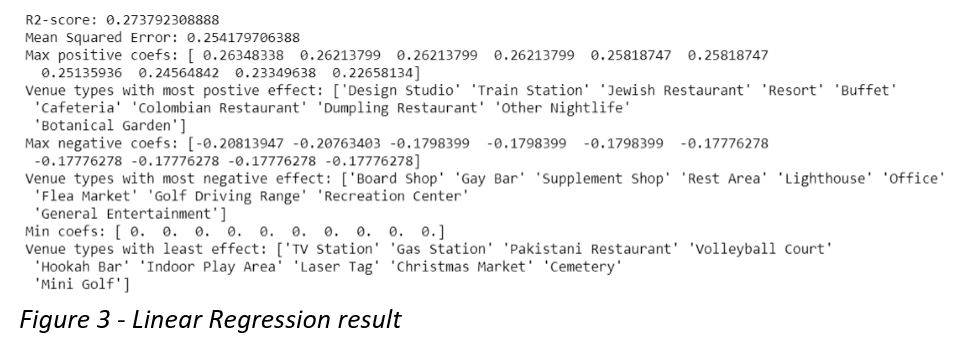 R2-score: 0.273792308888
Mean Squared Error: 0.254179706388
Max positive coefs: [ 0.26348338 0.26213799 0.26213799 0.26213799 0.25818747 0.25818747
0.25135936 0.24564842 0.23349638 0.22658134]
Venue types with most postive effect: ['Design Studio' 'Train Station' 'Jewish Restaurant' 'Resort' 'Buffet'
'Cafeteria' 'Colombian Restaurant' 'Dumpling Restaurant' 'Other Nightlife'
'Botanical Garden']
Max negative coefs: [-0.20813947 -0.20763403 -0.1798399 -0.1798399 -0.1798399 -0.17776278
-0.17776278 -0.17776278 -0.17776278 -0.17776278]
Venue types with most negative effect: ['Board Shop' 'Gay Bar' 'Supplement Shop' 'Rest Area' 'Lighthouse' 'Office'
'Flea Market' 'Golf Driving Range' 'Recreation Center'
'General Entertainment']
Min coefs: [ 0. 0. 0. 0. 0. 0. 0. 0. 0. 0.]
Venue types with least effect: ['TV Station' 'Gas Station' 'Pakistani Restaurant' 'Volleyball Court'
'Hookah Bar' 'Indoor Play Area' 'Laser Tag' 'Christmas Market' 'Cemetery'
'Mini Golf']
Figure 3 - Linear Regression result